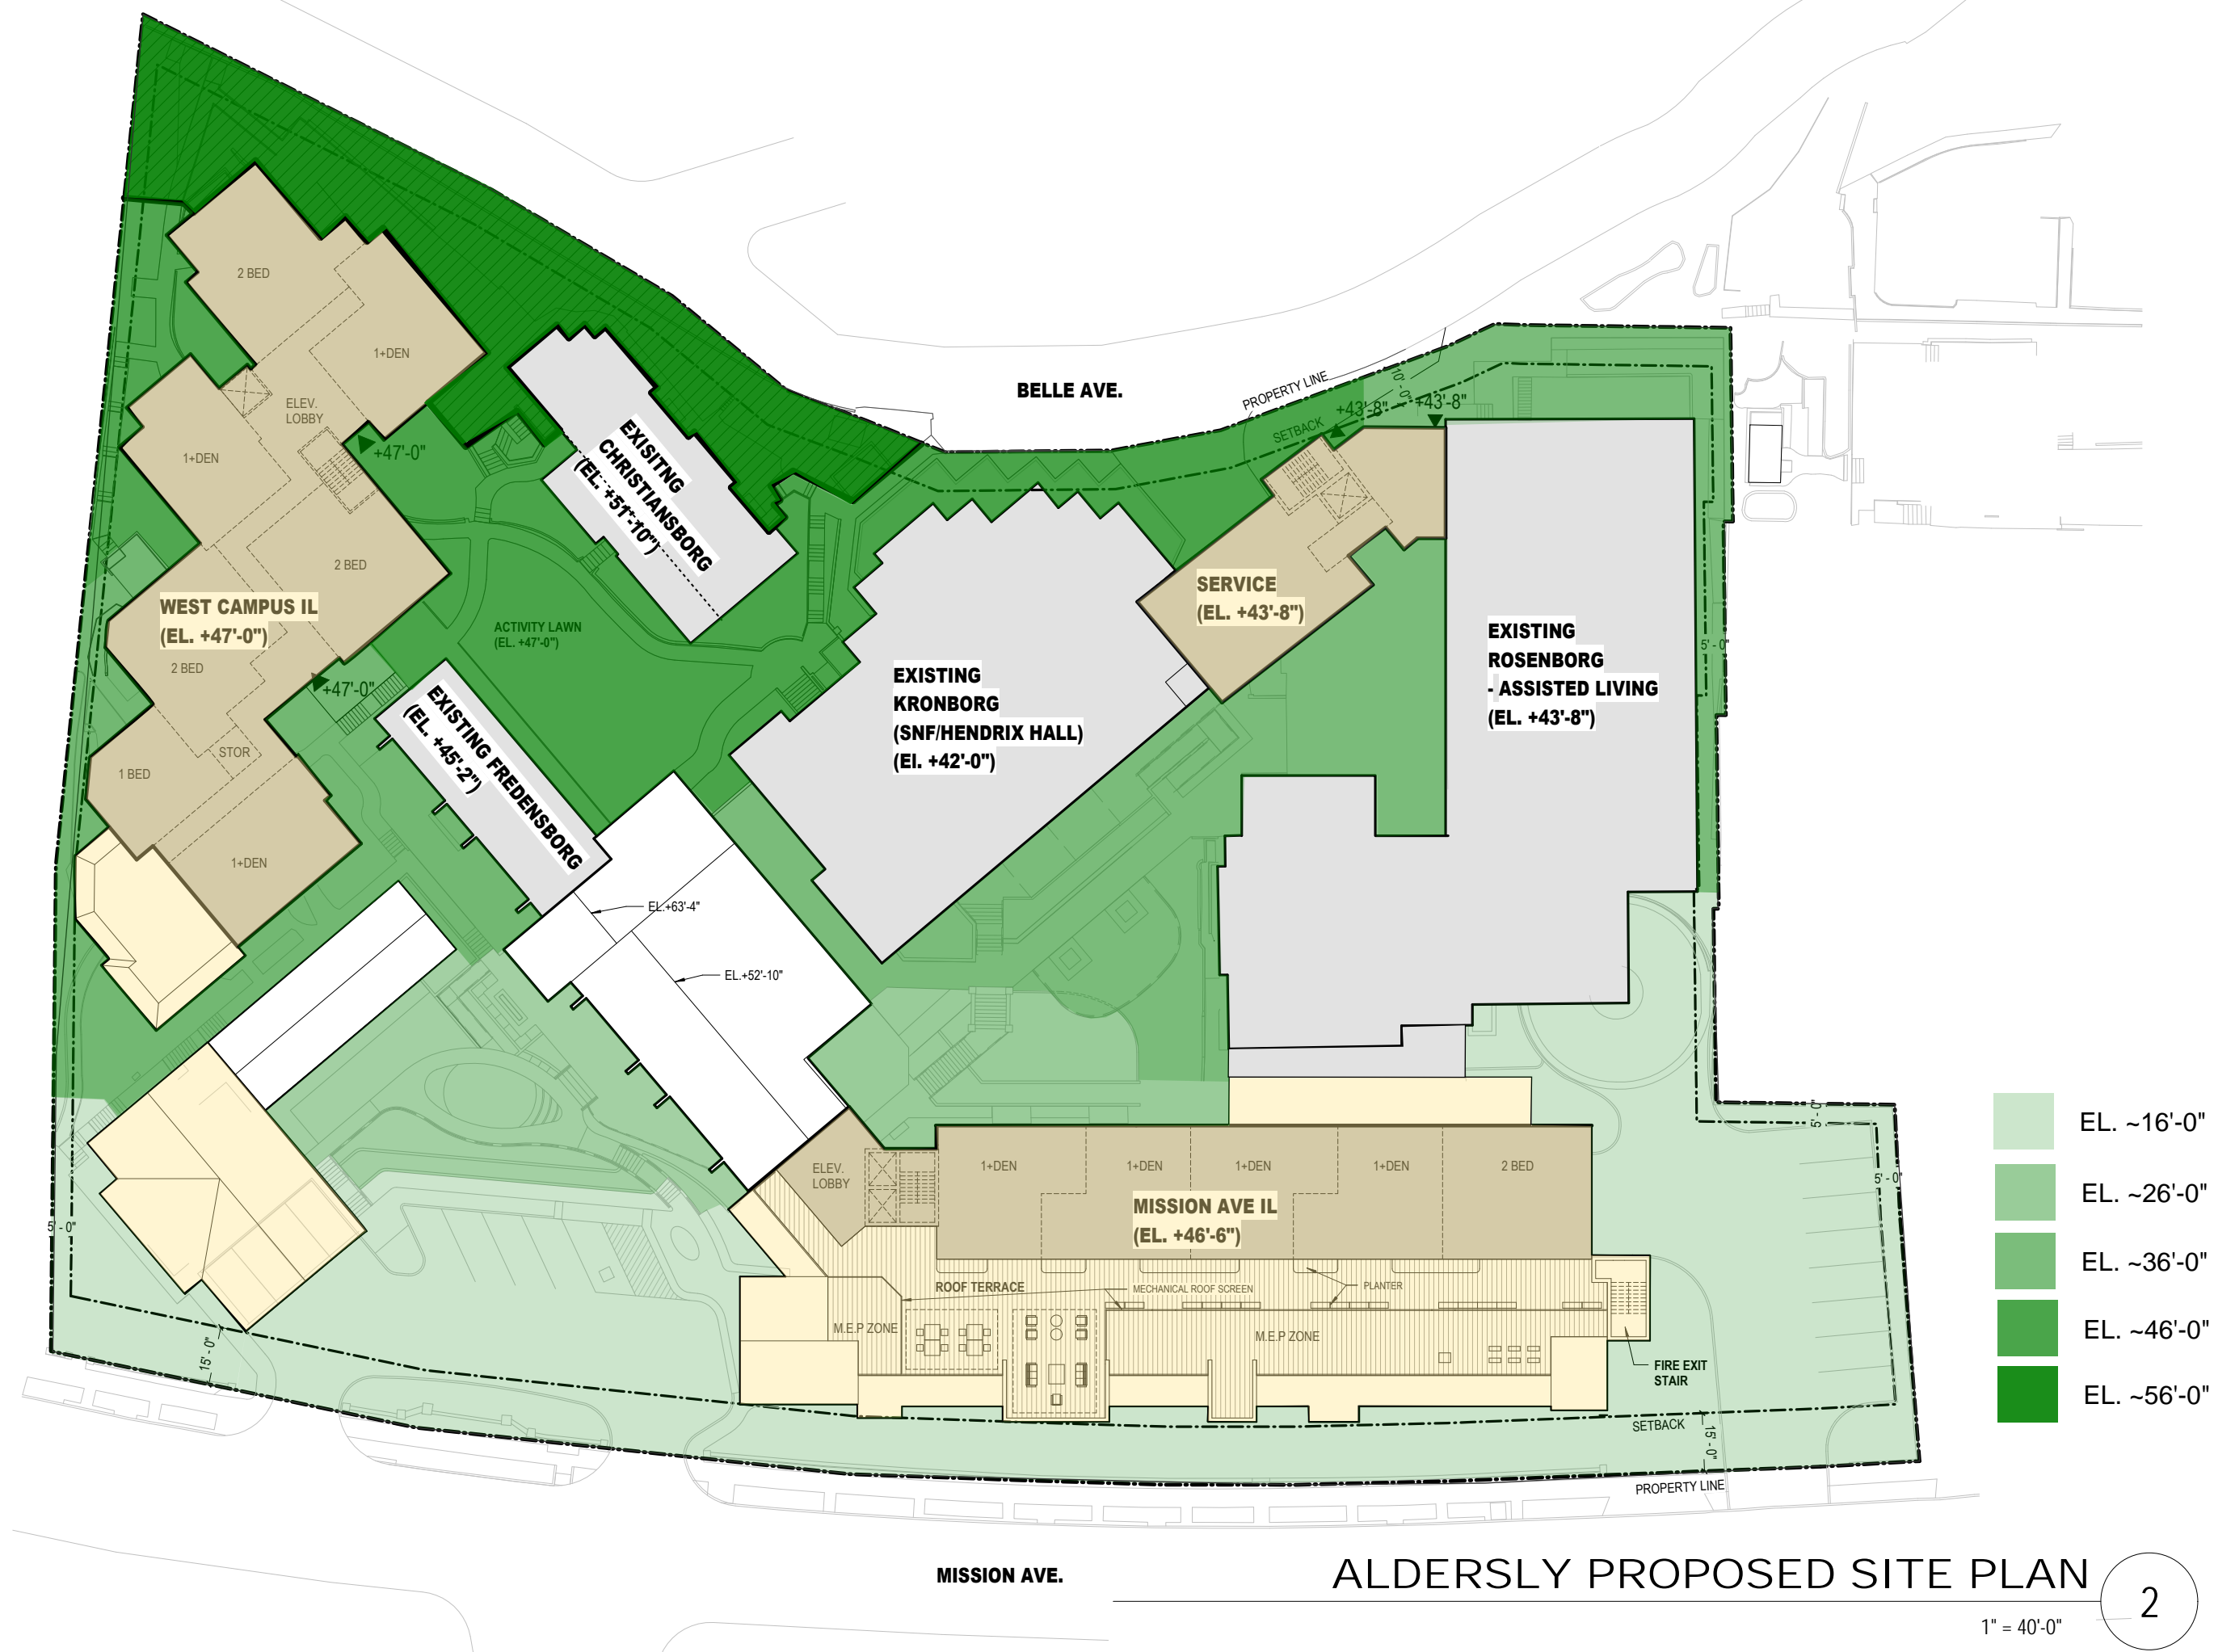 2 BED
1+DEN
ELEV.
LOBBY
1+DEN
+47'-0"
2 BED
WEST CAMPUS IL
(EL. +47'-0")
2 BED
+47'-0"
STOR
1 BED
1+DEN
EXISITNG
CHRISTIANSBORG
(EL. +51'-10")
ACTIVITY LAWN
(EL. +47'-0")
EXISTING FREDENSBORG
(EL. +45'-2")
EL.+63'-4"
EL.+52'-10"
BELLE AVE.
PROPERTY LINE
SETBACK
10'-0"
+43'-8"
+43'-8"
SERVICE
(EL. +43'-8")
EXISTING
KRONBORG
(SNF/HENDRIX HALL)
(El. +42'-0")
EXISTING
ROSENBORG
- ASSISTED LIVING
(EL. +43'-8")
5' - 0"
5' - 0"
5' - 0"
5' - 0"
ELEV.
LOBBY
1+DEN
1+DEN
1+DEN
1+DEN
2 BED
MISSION AVE IL
(EL. +46'-6")
ROOF TERRACE
MECHANICAL ROOF SCREEN
PLANTER
M.E.P ZONE
M.E.P ZONE
FIRE EXIT
STAIR
15' - 0"
SETBACK
15' - 0"
PROPERTY LINE
EL. ~16'-0"
EL. ~26'-0"
EL. ~36'-0"
EL. ~46'-0"
EL. ~56'-0"
MISSION AVE.
ALDERSLY PROPOSED SITE PLAN
2
1" = 40'-0"